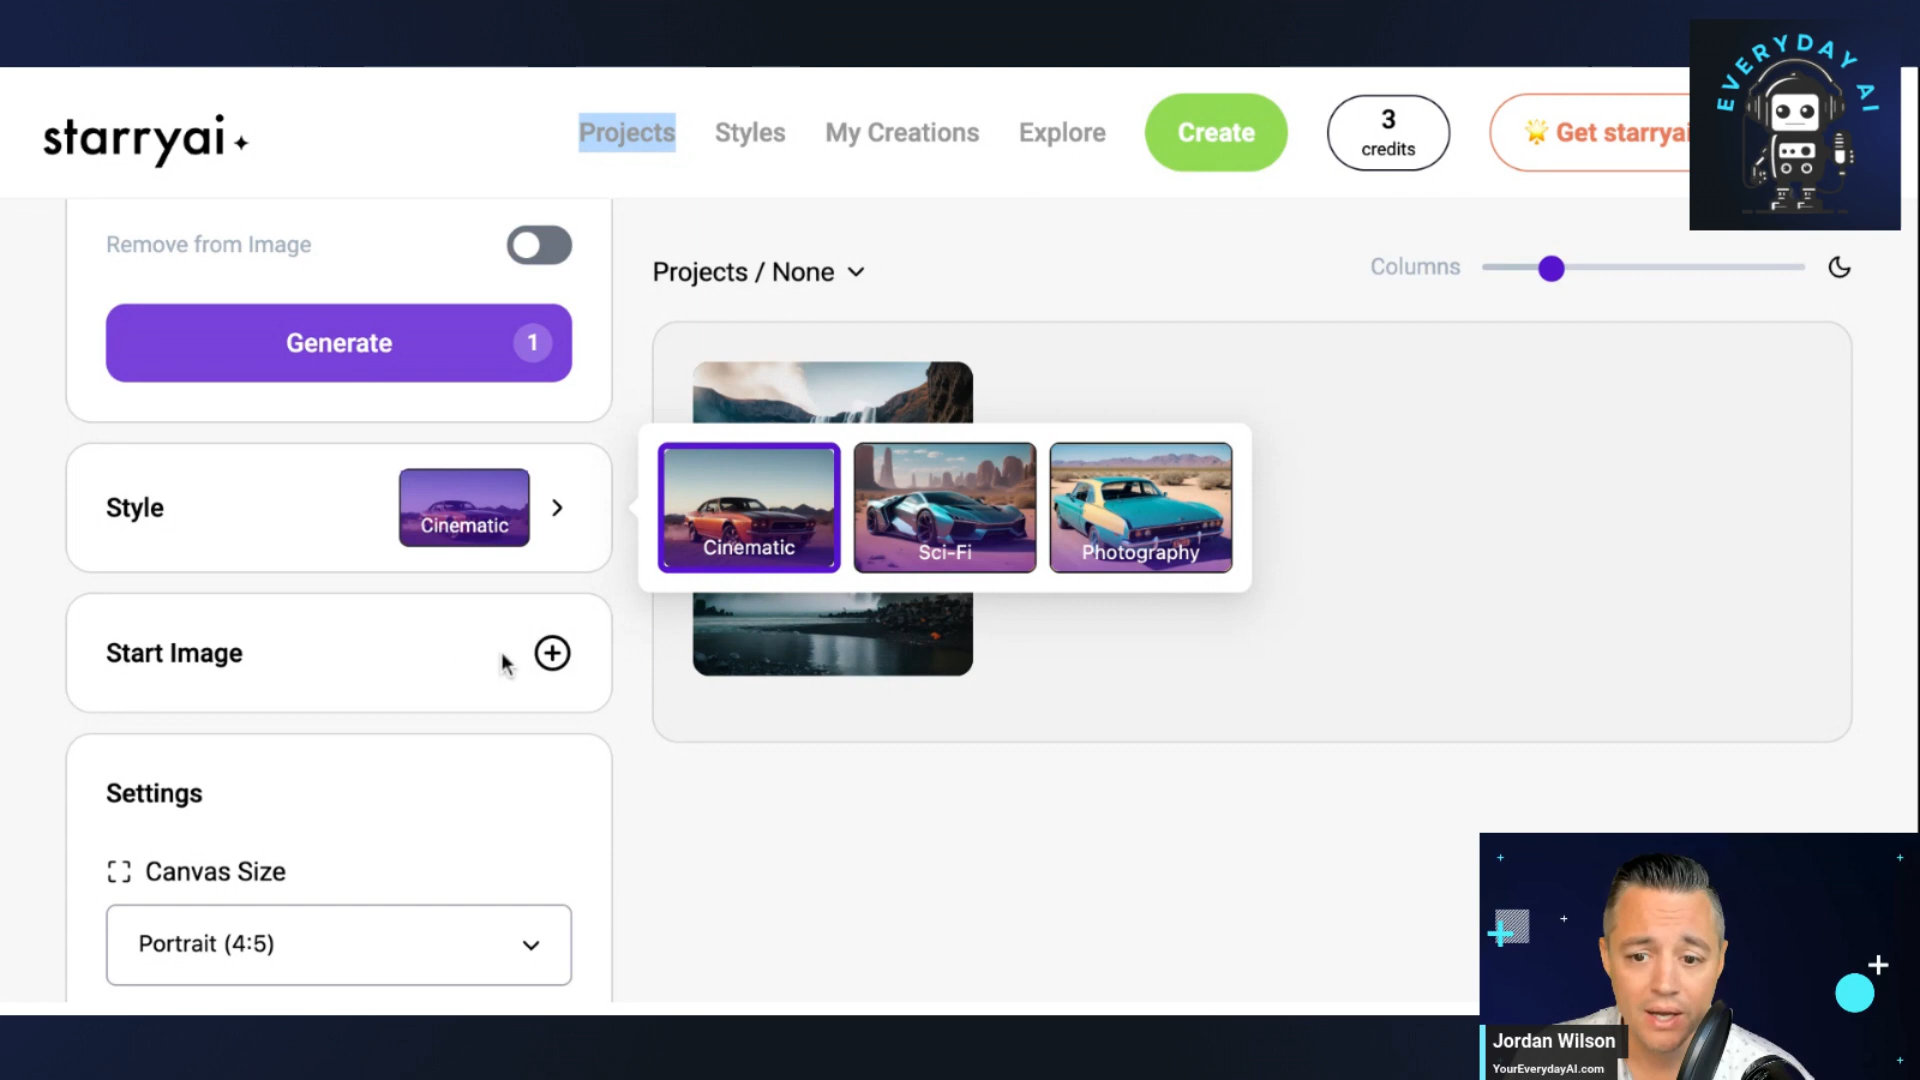 starryai
Projects
Styles
My Creations
Explore
Create
3
credits
Get starryai
EVERYDAY AI
Remove from Image
Generate
1
Projects / None
Columns
Style
Cinematic
Cinematic
Sci-Fi
Photography
Start Image
Settings
Canvas Size
Portrait (4:5)
Jordan Wilson
YourEverydayAI.com